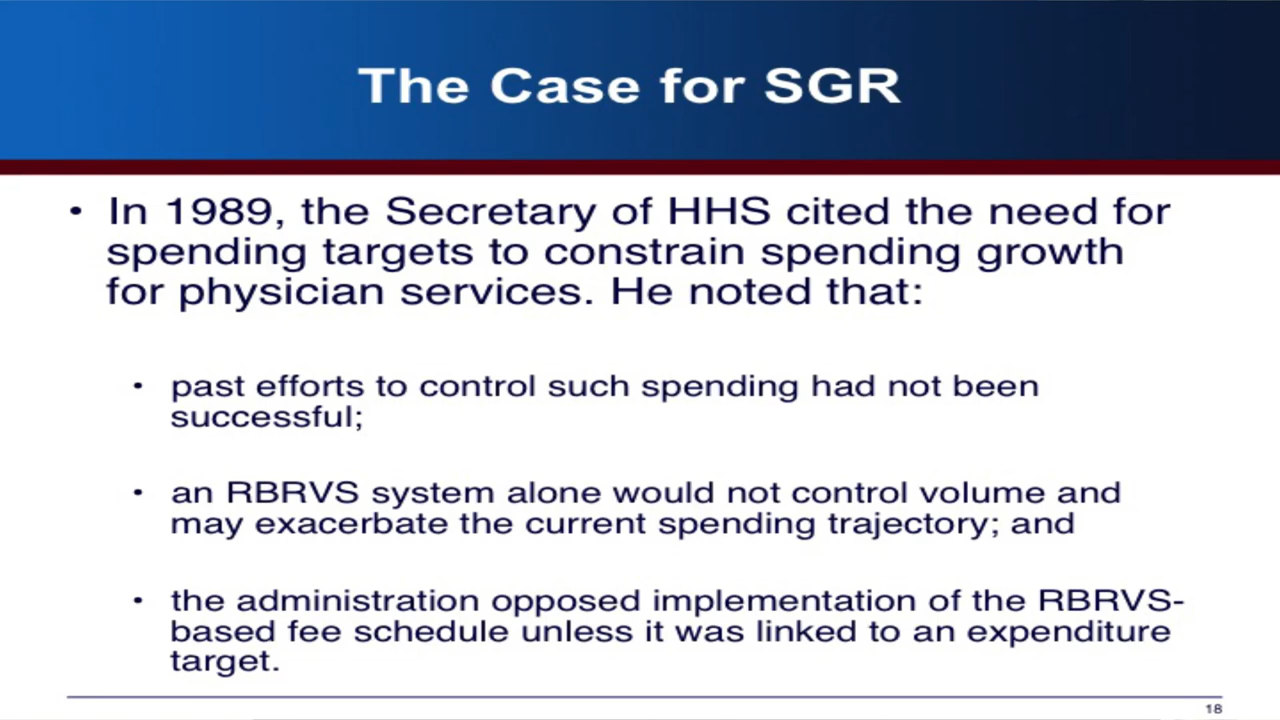 The Case for SGR
• In 1989, the Secretary of HHS cited the need for
spending targets to constrain spending growth
for physician services. He noted that:
• past efforts to control such spending had not been
successful;
• an RBRVS system alone would not control volume and
may exacerbate the current spending trajectory; and
• the administration opposed implementation of the RBRVS-
based fee schedule unless it was linked to an expenditure
target.
18